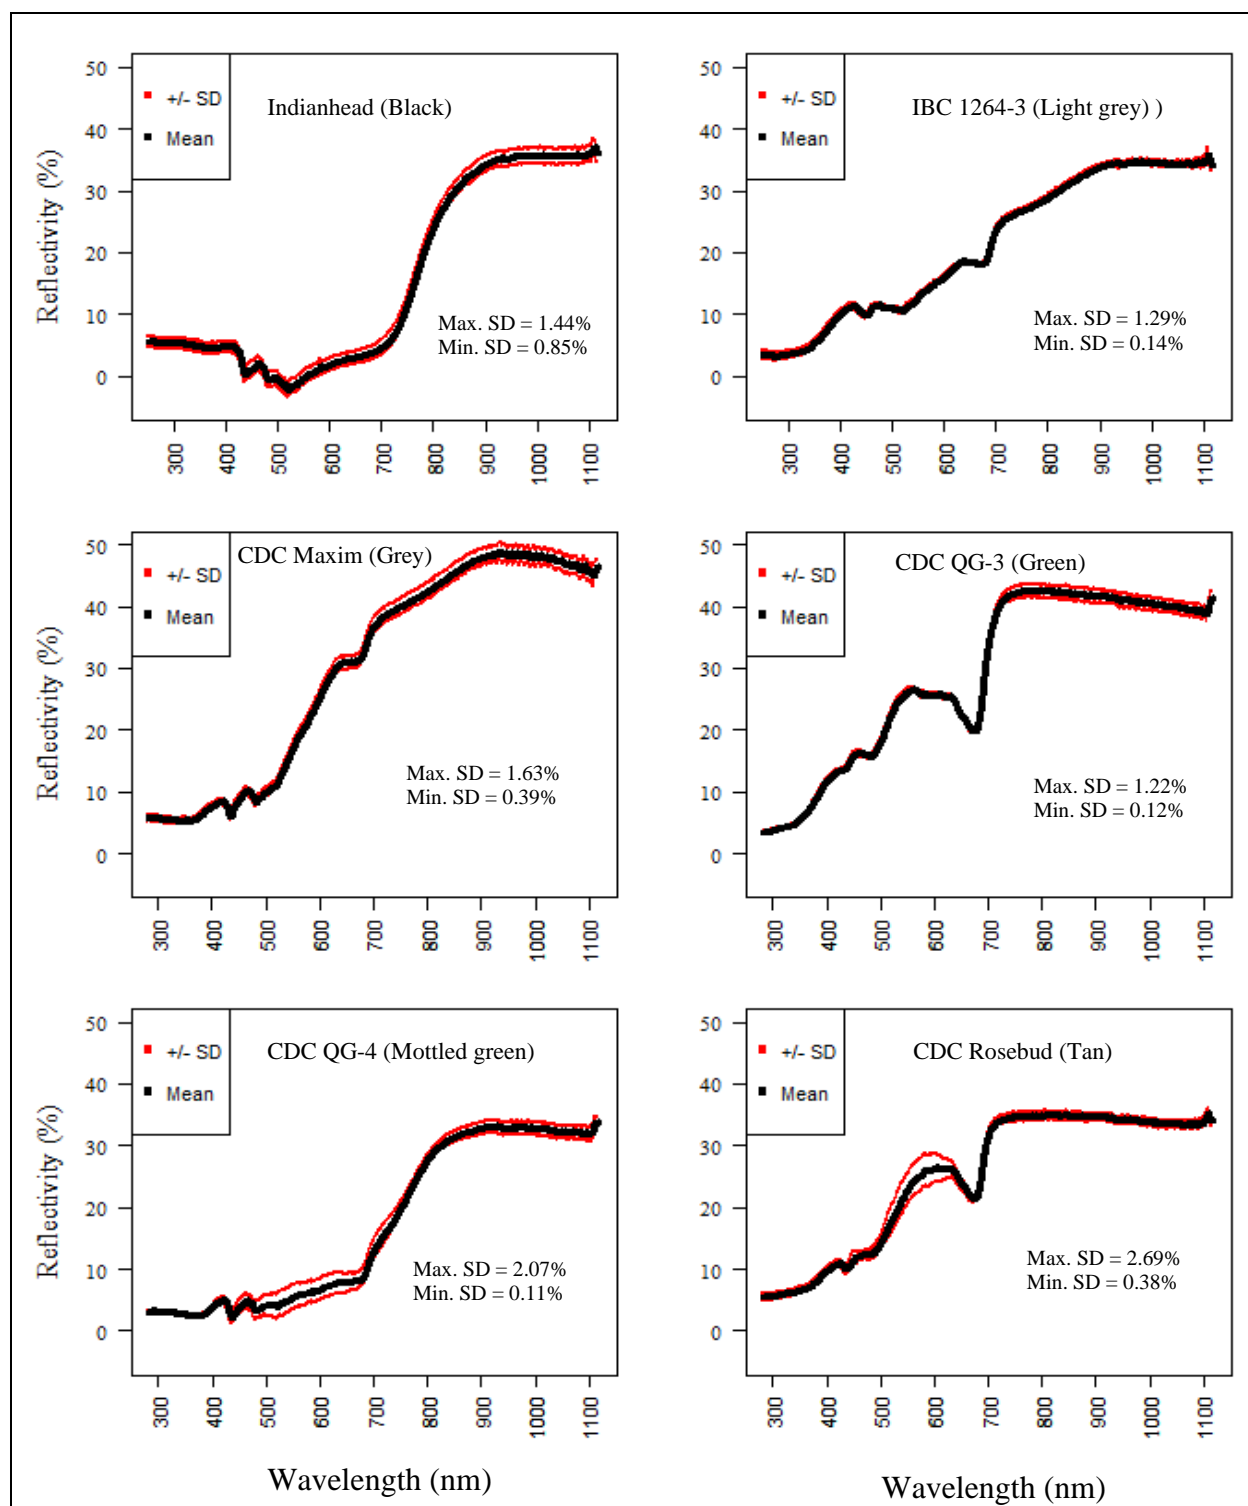 50
40
30
20
10
0
Reflectivity (%)
+/- SD
Mean
Indianhead (Black)
Max. SD = 1.44%
Min. SD = 0.85%
300 400 500 600 700 800 900 1000 1100
50
40
30
20
10
0
+/- SD
Mean
IBC 1264-3 (Light grey) )
Max. SD = 1.29%
Min. SD = 0.14%
300 400 500 600 700 800 900 1000 1100
50
40
30
20
10
0
Reflectivity (%)
+/- SD
Mean
CDC Maxim (Grey)
Max. SD = 1.63%
Min. SD = 0.39%
300 400 500 600 700 800 900 1000 1100
50
40
30
20
10
0
+/- SD
Mean
CDC QG-3 (Green)
Max. SD = 1.22%
Min. SD = 0.12%
300 400 500 600 700 800 900 1000 1100
50
40
30
20
10
0
Reflectivity (%)
+/- SD
Mean
CDC QG-4 (Mottled green)
Max. SD = 2.07%
Min. SD = 0.11%
300 400 500 600 700 800 900 1000 1100
Wavelength (nm)
50
40
30
20
10
0
+/- SD
Mean
CDC Rosebud (Tan)
Max. SD = 2.69%
Min. SD = 0.38%
300 400 500 600 700 800 900 1000 1100
Wavelength (nm)